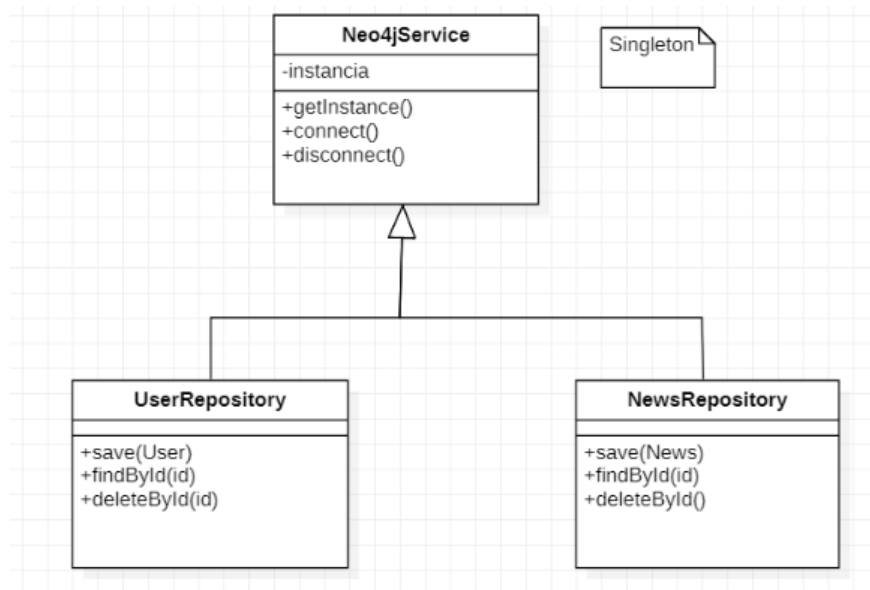 Neo4jService
Singleton
-instancia
+getInstance()
+connect()
+disconnect()
UserRepository
+save(User)
+findById(id)
+deleteById(id)
NewsRepository
+save(News)
+findById(id)
+deleteById()